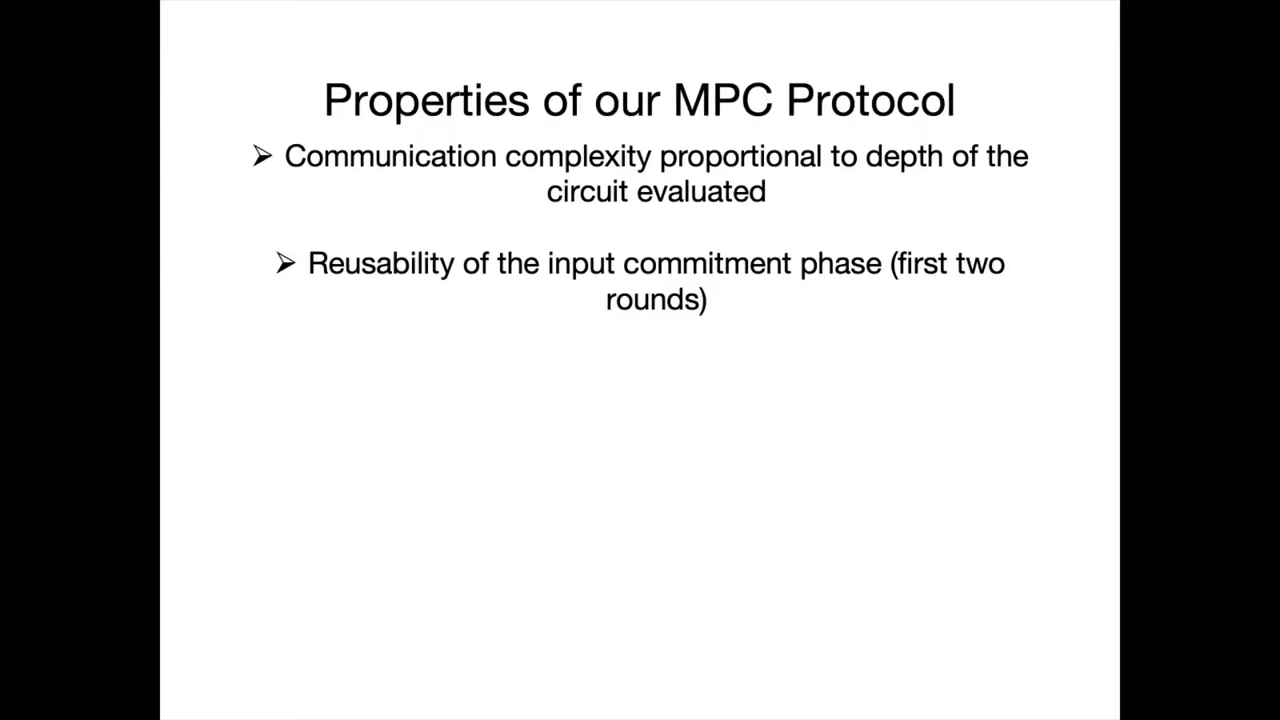 Properties of our MPC Protocol
➢ Communication complexity proportional to depth of the
circuit evaluated
➢ Reusability of the input commitment phase (first two
rounds)